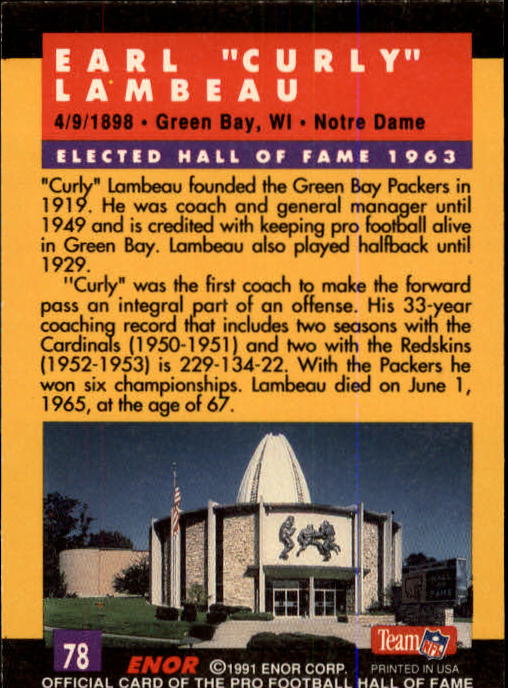 EARL "CURLY"
LAMBEAU
4/9/1898 • Green Bay, WI • Notre Dame
ELECTED HALL OF FAME 1963
"Curly" Lambeau founded the Green Bay Packers in
1919. He was coach and general manager until
1949 and is credited with keeping pro football alive
in Green Bay. Lambeau also played halfback until
1929.
"Curly" was the first coach to make the forward
pass an integral part of an offense. His 33-year
coaching record that includes two seasons with the
Cardinals (1950-1951) and two with the Redskins
(1952-1953) is 229-134-22. With the Packers he
won six championships. Lambeau died on June 1,
1965, at the age of 67.
HALL
FAME
Team NFL
78 ENOR ©1991 ENOR CORP. PRINTED IN USA
OFFICIAL CARD OF THE PRO FOOTBALL HALL OF FAME